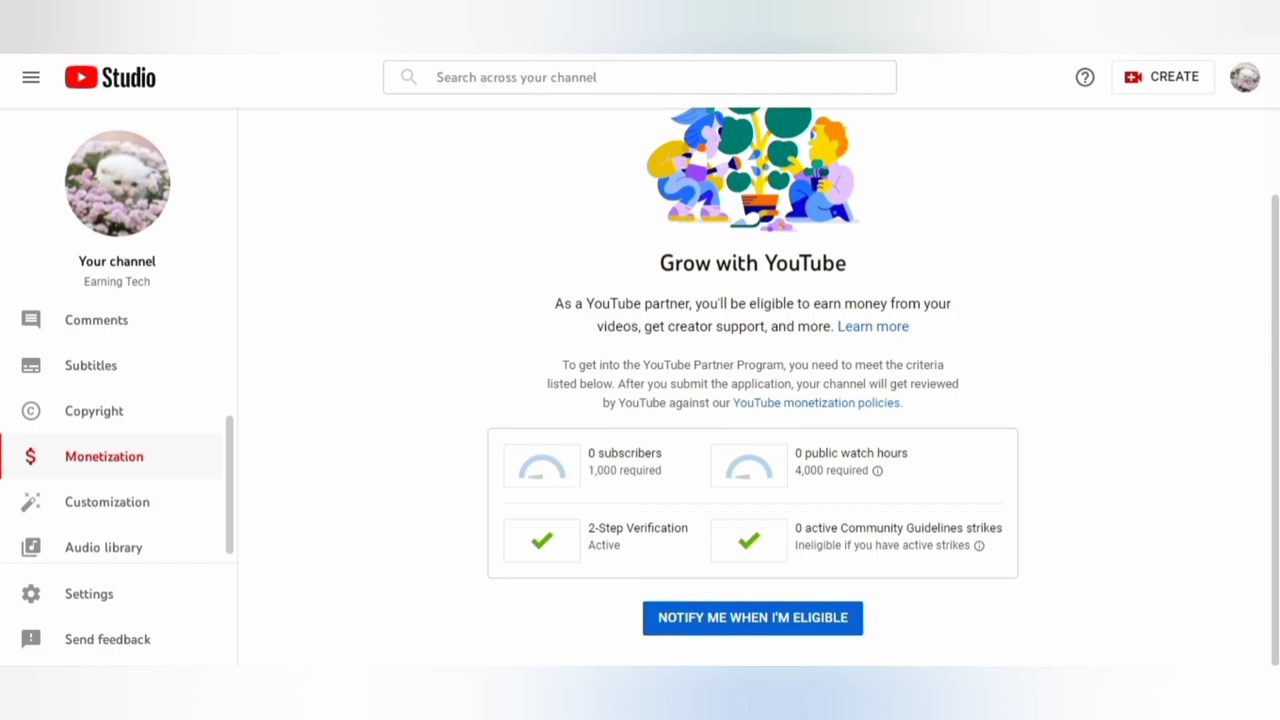 Studio
Search across your channel
CREATE
Your channel
Earning Tech
Comments
Subtitles
Copyright
Monetization
Customization
Audio library
Settings
Send feedback
Grow with YouTube
As a YouTube partner, you'll be eligible to earn money from your
videos, get creator support, and more. Learn more
To get into the YouTube Partner Program, you need to meet the criteria
listed below. After you submit the application, your channel will get reviewed
by YouTube against our YouTube monetization policies.
0 subscribers
1,000 required
0 public watch hours
4,000 required
2-Step Verification
Active
0 active Community Guidelines strikes
Ineligible if you have active strikes
NOTIFY ME WHEN I'M ELIGIBLE